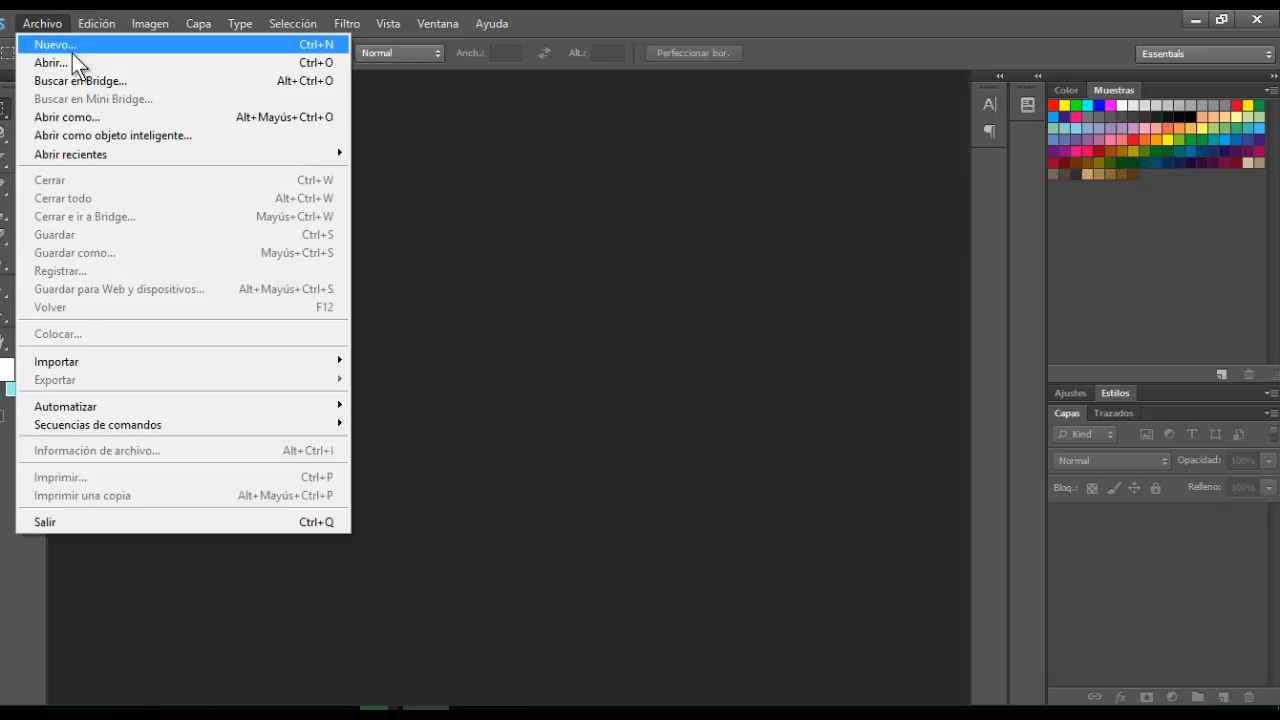 Archivo Edición Imagen Capa Type Selección Filtro Vista Ventana Ayuda
Normal Anch.: Alt.: Perfeccionar bor. Essentials
Nuevo... Ctrl+N
Abrir... Ctrl+O
Buscar en Bridge... Alt+Ctrl+O
Buscar en Mini Bridge...
Abrir como... Alt+Mayús+Ctrl+O
Abrir como objeto inteligente...
Abrir recientes
Cerrar Ctrl+W
Cerrar todo Alt+Ctrl+W
Cerrar e ir a Bridge... Mayús+Ctrl+W
Guardar Ctrl+S
Guardar como... Mayús+Ctrl+S
Registrar...
Guardar para Web y dispositivos... Alt+Mayús+Ctrl+S
Volver F12
Colocar...
Importar
Exportar
Automatizar
Secuencias de comandos
Información de archivo... Alt+Ctrl+I
Imprimir... Ctrl+P
Imprimir una copia Alt+Mayús+Ctrl+P
Salir Ctrl+Q
Color Muestras
Ajustes Estilos
Capas Trazados
Kind
Normal Opacidad: 100%
Bloq.: Relleno: 100%